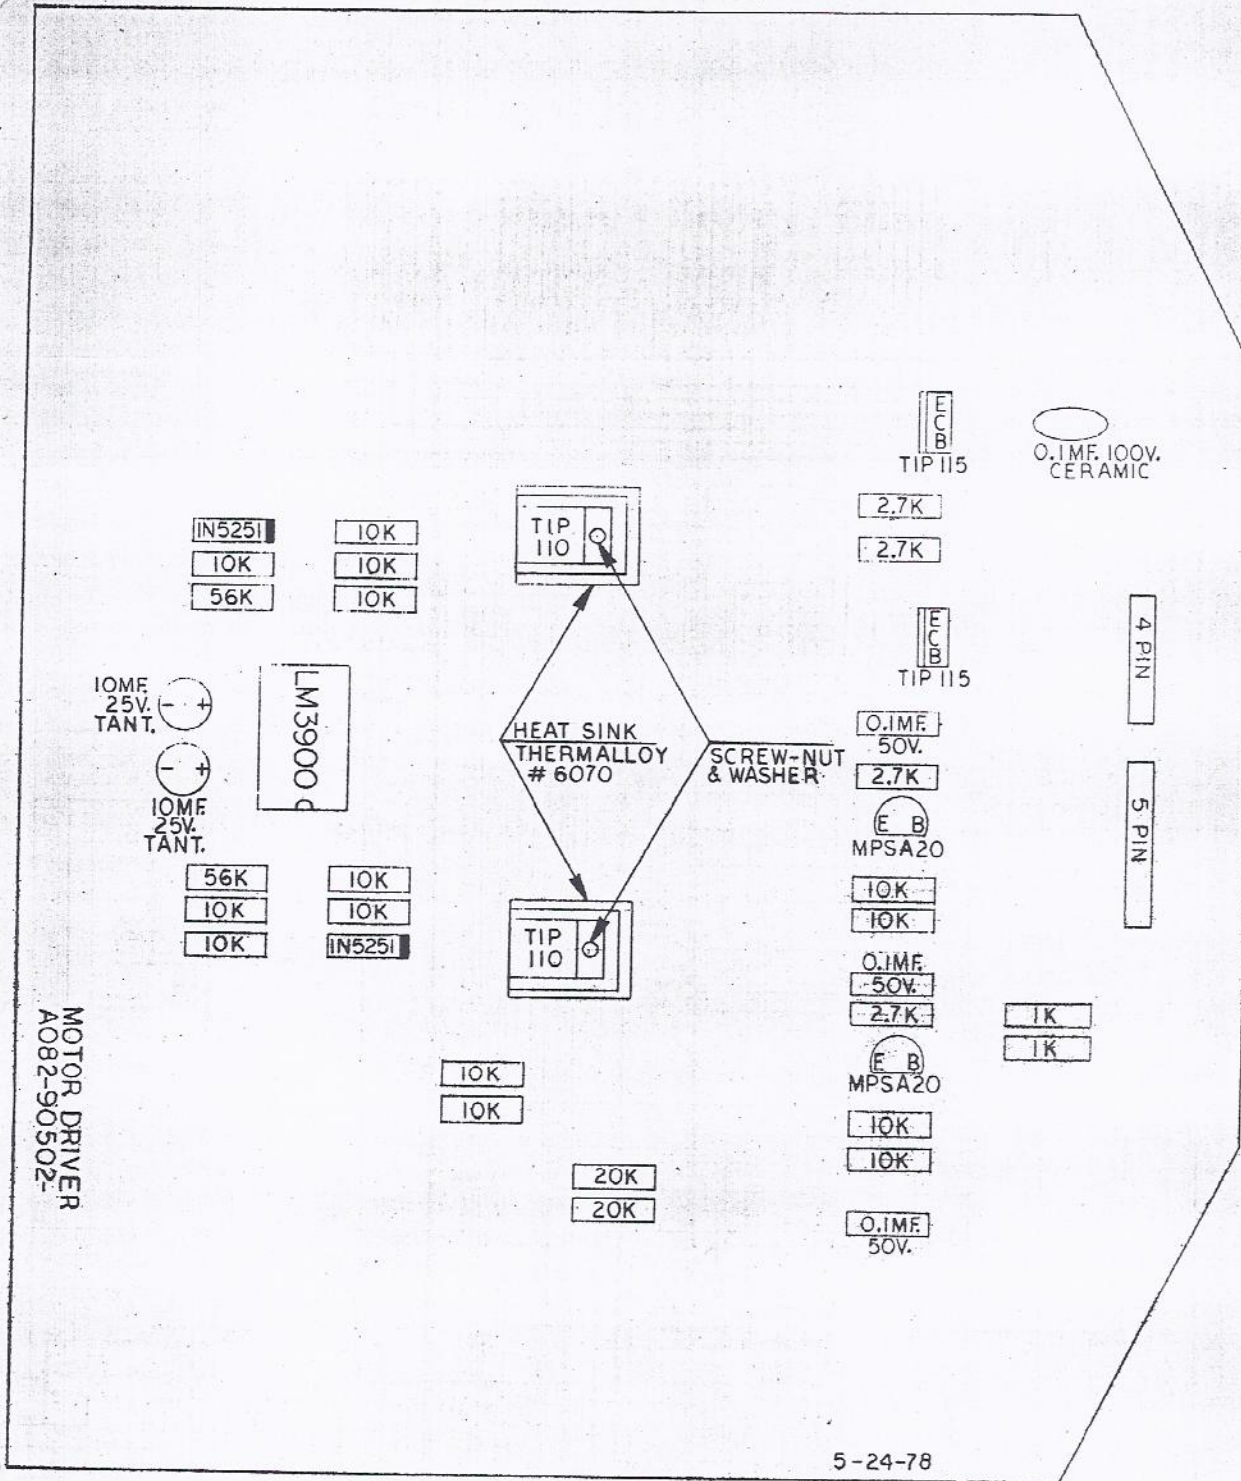 E
C
B
TIP 115
0.1MF. 100V.
CERAMIC
2.7K
2.7K
TIP
110
IN5251
10K
56K
10K
10K
10K
E
C
B
TIP 115
4 PIN
10MF.
25V.
TANT.
- +
- +
10MF.
25V.
TANT.
LM3900
HEAT SINK
THERMALLOY
# 6070
SCREW-NUT
& WASHER
0.1MF.
50V.
2.7K
E B
MPSA20
5 PIN
56K
10K
10K
10K
10K
IN5251
TIP
110
10K
10K
0.1MF.
50V.
2.7K
E B
MPSA20
1K
1K
10K
10K
10K
10K
20K
20K
0.1MF.
50V.
MOTOR DRIVER
A082-90502-
5-24-78